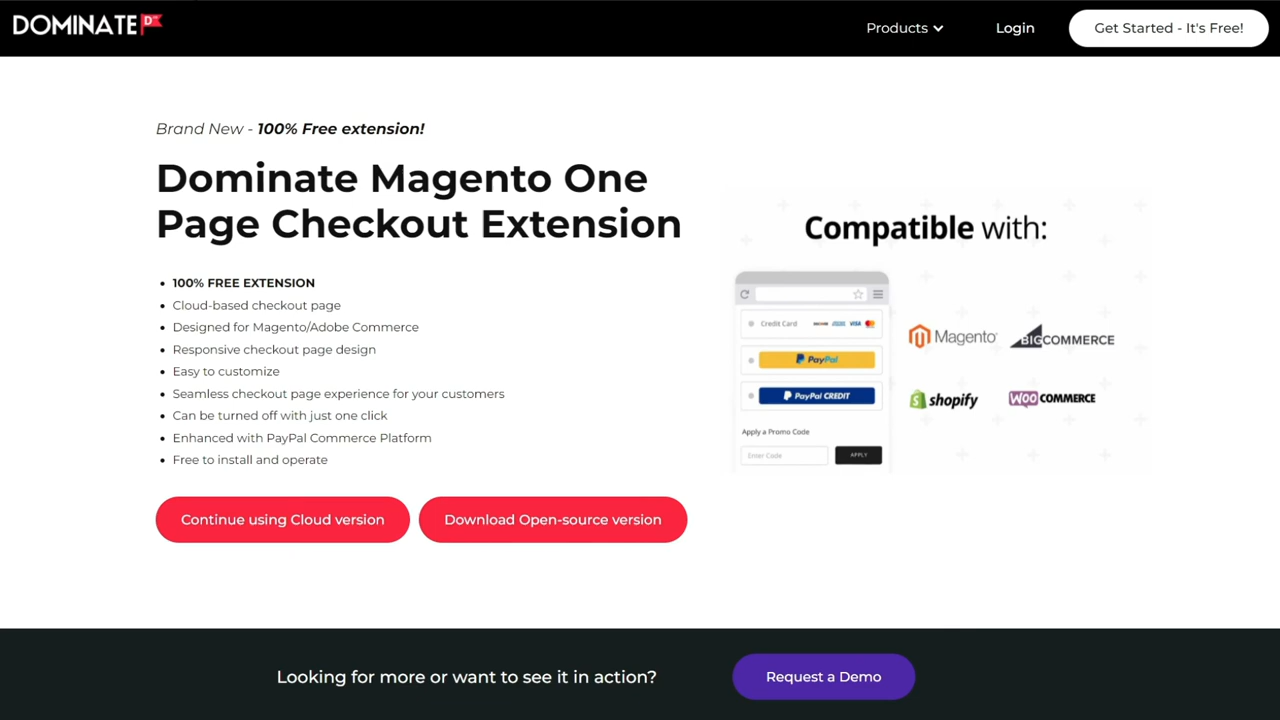 DOMINATE D
Products
Login
Get Started - It's Free!
Brand New - 100% Free extension!
Dominate Magento One
Page Checkout Extension
• 100% FREE EXTENSION
• Cloud-based checkout page
• Designed for Magento/Adobe Commerce
• Responsive checkout page design
• Easy to customize
• Seamless checkout page experience for your customers
• Can be turned off with just one click
• Enhanced with PayPal Commerce Platform
• Free to install and operate
Continue using Cloud version
Download Open-source version
Compatible with:
Credit Card
VISA
PayPal
PayPal CREDIT
Apply a Promo Code
Enter Code
APPLY
Magento
BIGCOMMERCE
shopify
WOO COMMERCE
Looking for more or want to see it in action?
Request a Demo